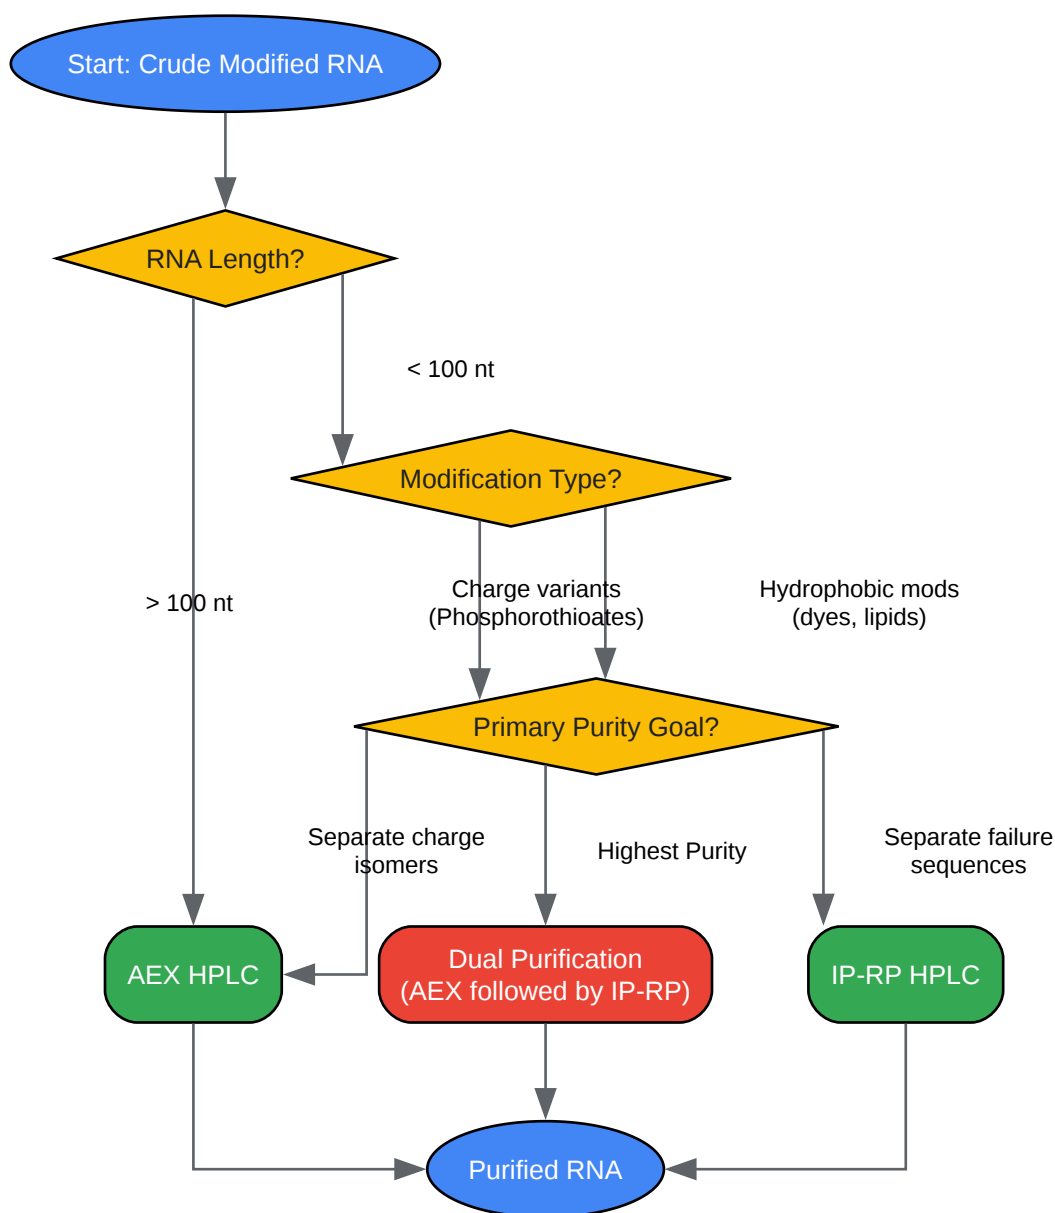 Start: Crude Modified RNA
RNA Length?
< 100 nt
Modification Type?
> 100 nt
Charge variants
(Phosphorothioates)
Hydrophobic mods
(dyes, lipids)
Primary Purity Goal?
Separate charge
isomers
Highest Purity
Separate failure
sequences
AEX HPLC
Dual Purification
(AEX followed by IP-RP)
IP-RP HPLC
Purified RNA